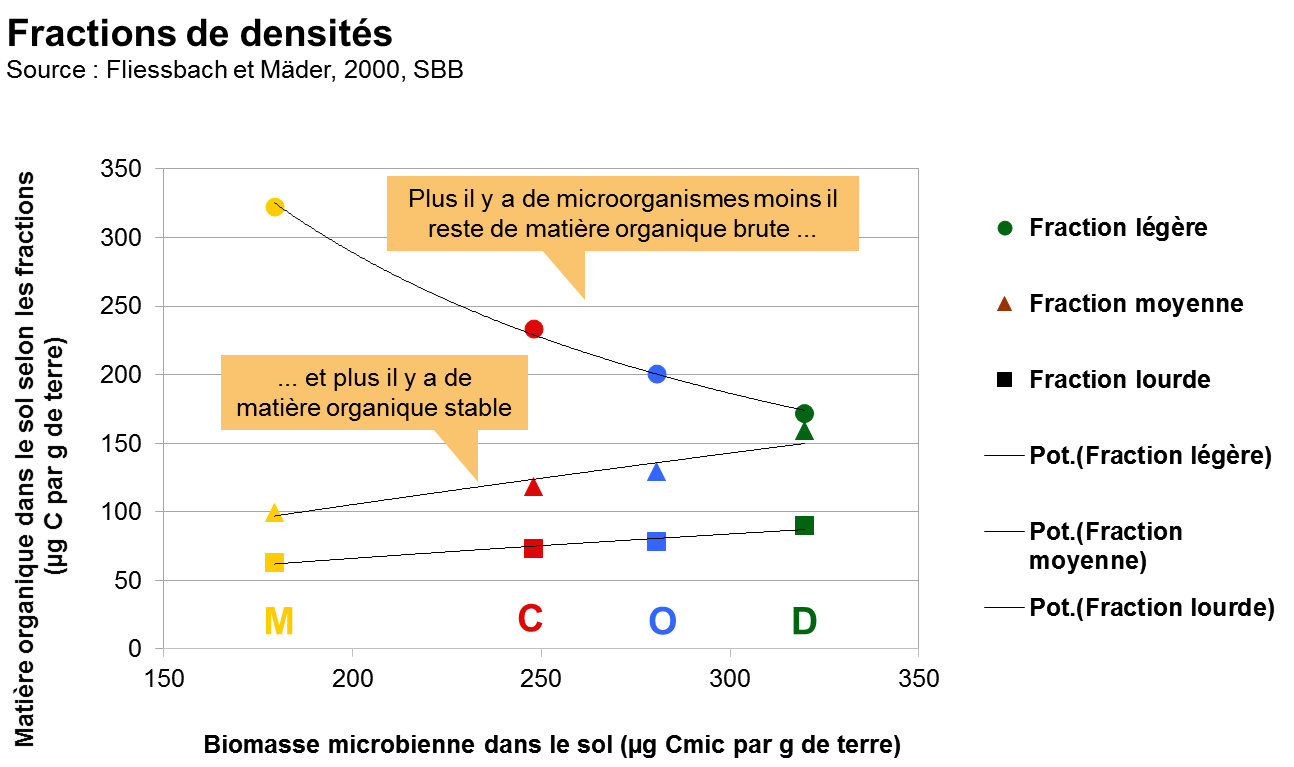 Fractions de densités
Source : Fliessbach et Mäder, 2000, SBB
Matière organique dans le sol selon les fractions
(µg C par g de terre)
350
300
250
200
150
100
50
0
Plus il y a de microorganismes moins il
reste de matière organique brute ...
... et plus il y a de
matière organique stable
M
C
O
D
150
200
250
300
350
Biomasse microbienne dans le sol (µg Cmic par g de terre)
Fraction légère
Fraction moyenne
Fraction lourde
Pot.(Fraction légère)
Pot.(Fraction
moyenne)
Pot.(Fraction lourde)